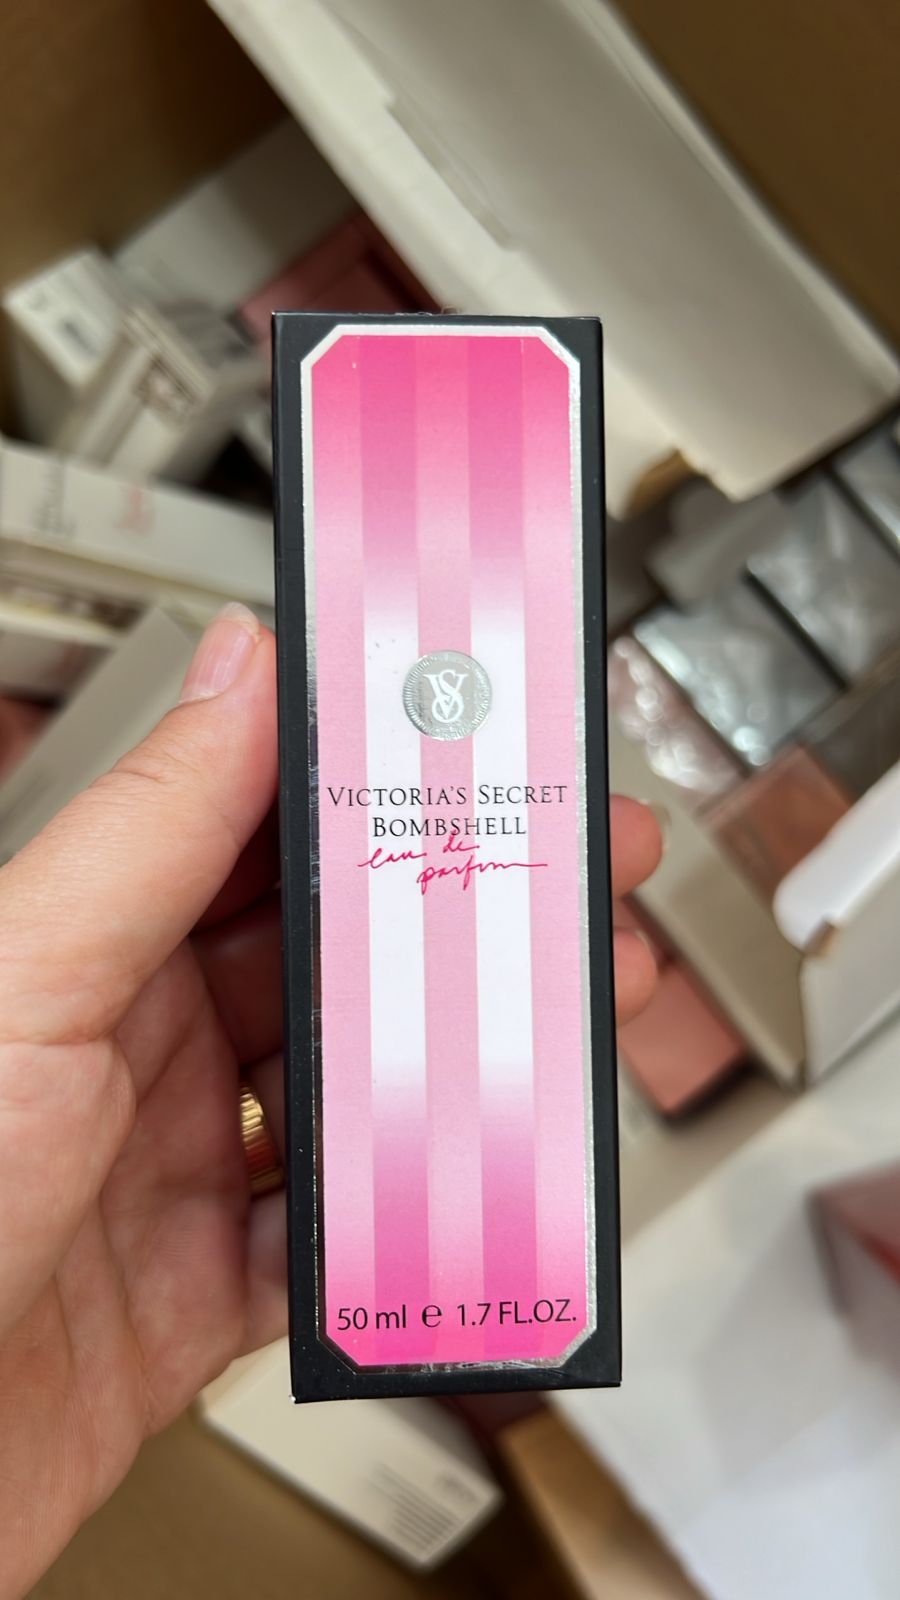 VS
VICTORIA'S SECRET
BOMBSHELL
eau de
parfum
50 ml ℮ 1.7 FL.OZ.